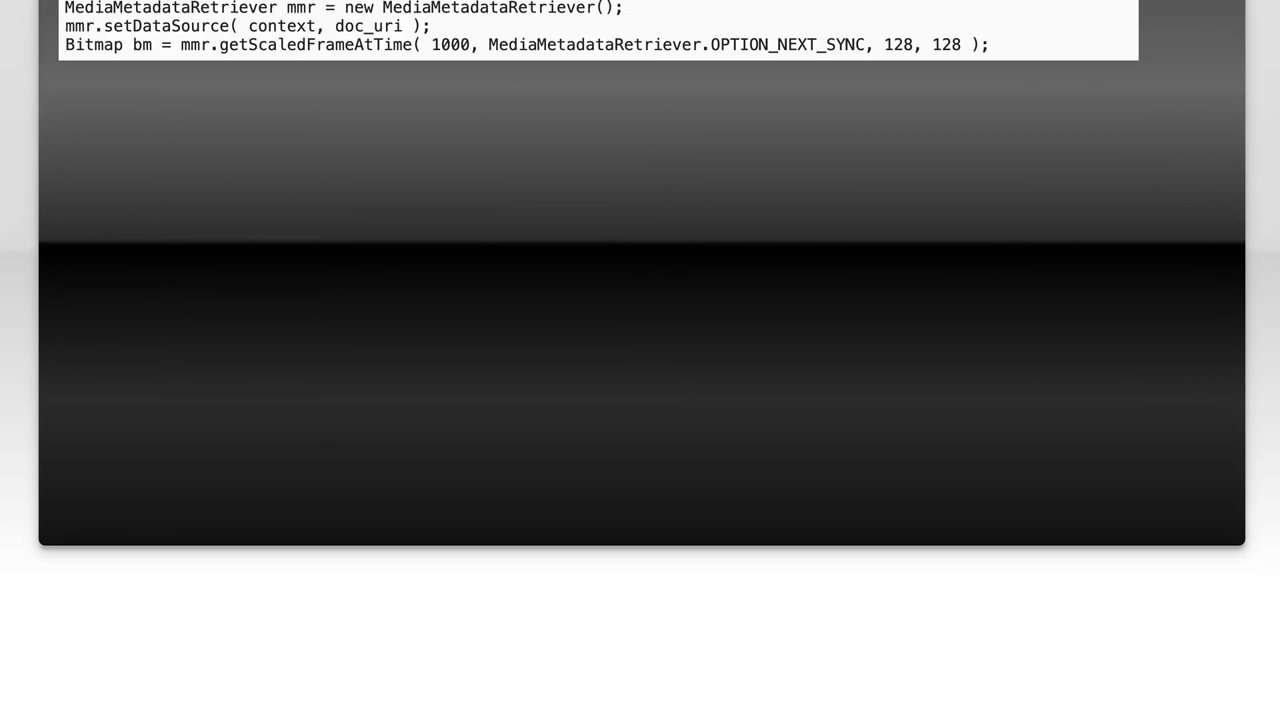 MediaMetadataRetriever mmr = new MediaMetadataRetriever();
mmr.setDataSource( context, doc_uri );
Bitmap bm = mmr.getScaledFrameAtTime( 1000, MediaMetadataRetriever.OPTION_NEXT_SYNC, 128, 128 );